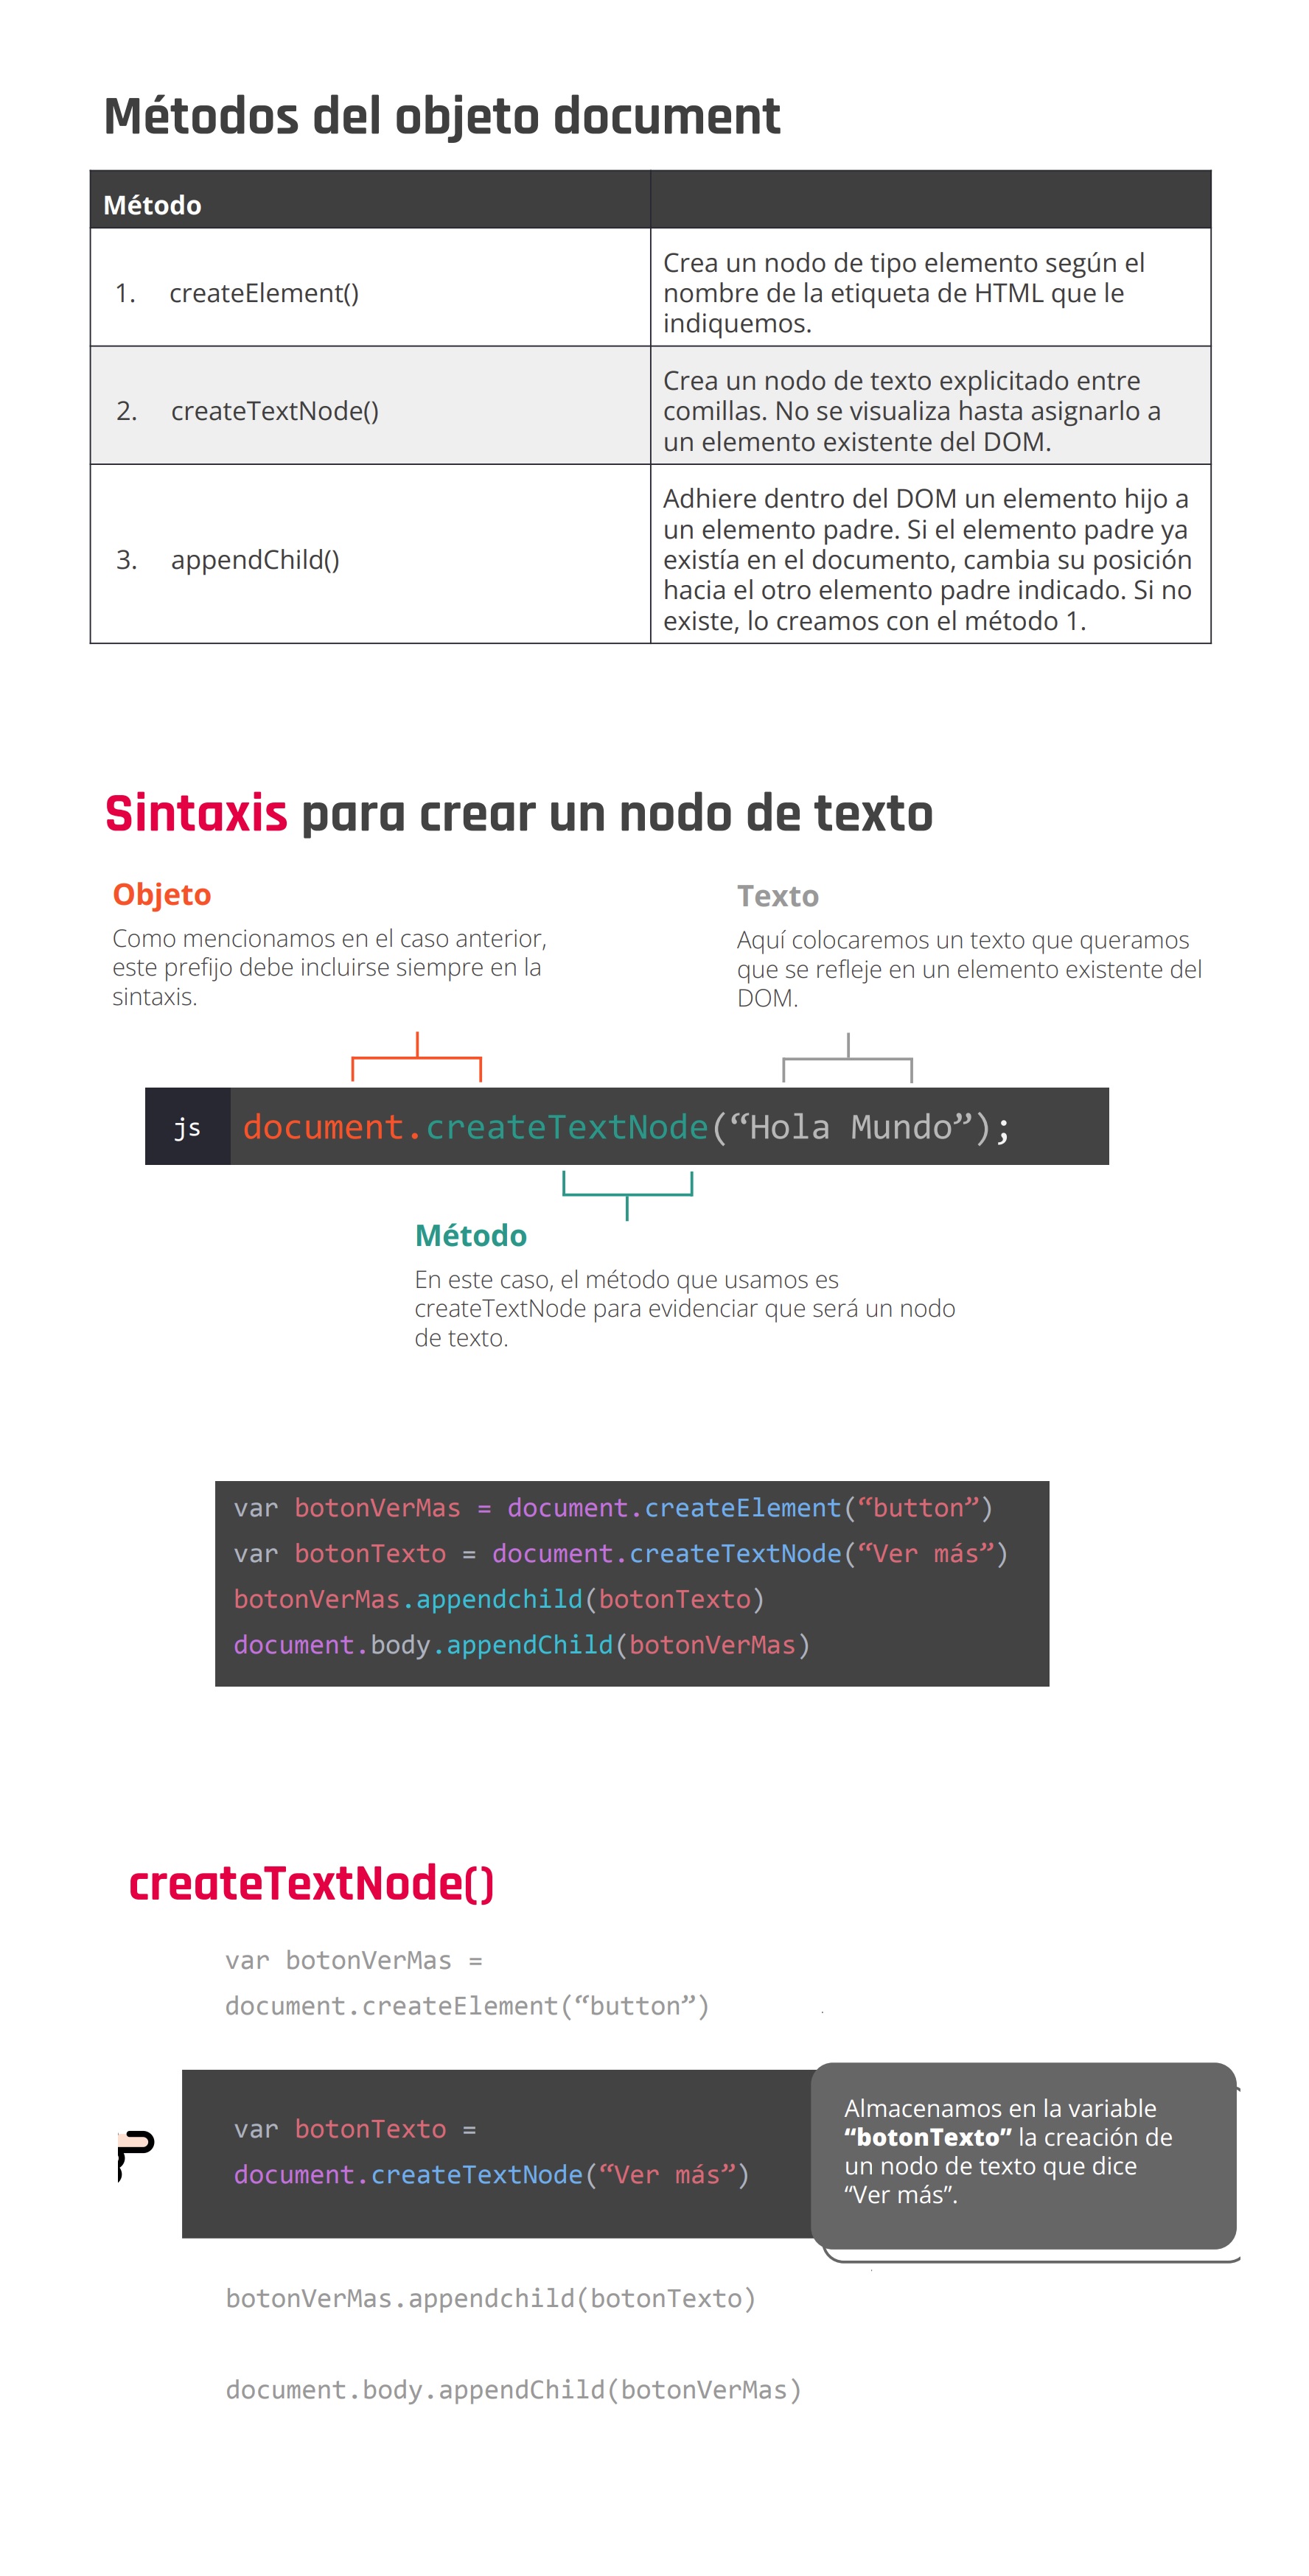 Métodos del objeto document
Método
1. createElement()
Crea un nodo de tipo elemento según el
nombre de la etiqueta de HTML que le
indiquemos.
2. createTextNode()
Crea un nodo de texto explicitado entre
comillas. No se visualiza hasta asignarlo a
un elemento existente del DOM.
3. appendChild()
Adhiere dentro del DOM un elemento hijo a
un elemento padre. Si el elemento padre ya
existía en el documento, cambia su posición
hacia el otro elemento padre indicado. Si no
existe, lo creamos con el método 1.
Sintaxis para crear un nodo de texto
Objeto
Como mencionamos en el caso anterior,
este prefijo debe incluirse siempre en la
sintaxis.
Texto
Aquí colocaremos un texto que queramos
que se refleje en un elemento existente del
DOM.
js document.createTextNode(“Hola Mundo”);
Método
En este caso, el método que usamos es
createTextNode para evidenciar que será un nodo
de texto.
var botonVerMas = document.createElement(“button”)
var botonTexto = document.createTextNode(“Ver más”)
botonVerMas.appendchild(botonTexto)
document.body.appendChild(botonVerMas)
createTextNode()
var botonVerMas =
document.createElement(“button”)
var botonTexto =
document.createTextNode(“Ver más”)
Almacenamos en la variable
“botonTexto” la creación de
un nodo de texto que dice
“Ver más”.
botonVerMas.appendchild(botonTexto)
document.body.appendChild(botonVerMas)